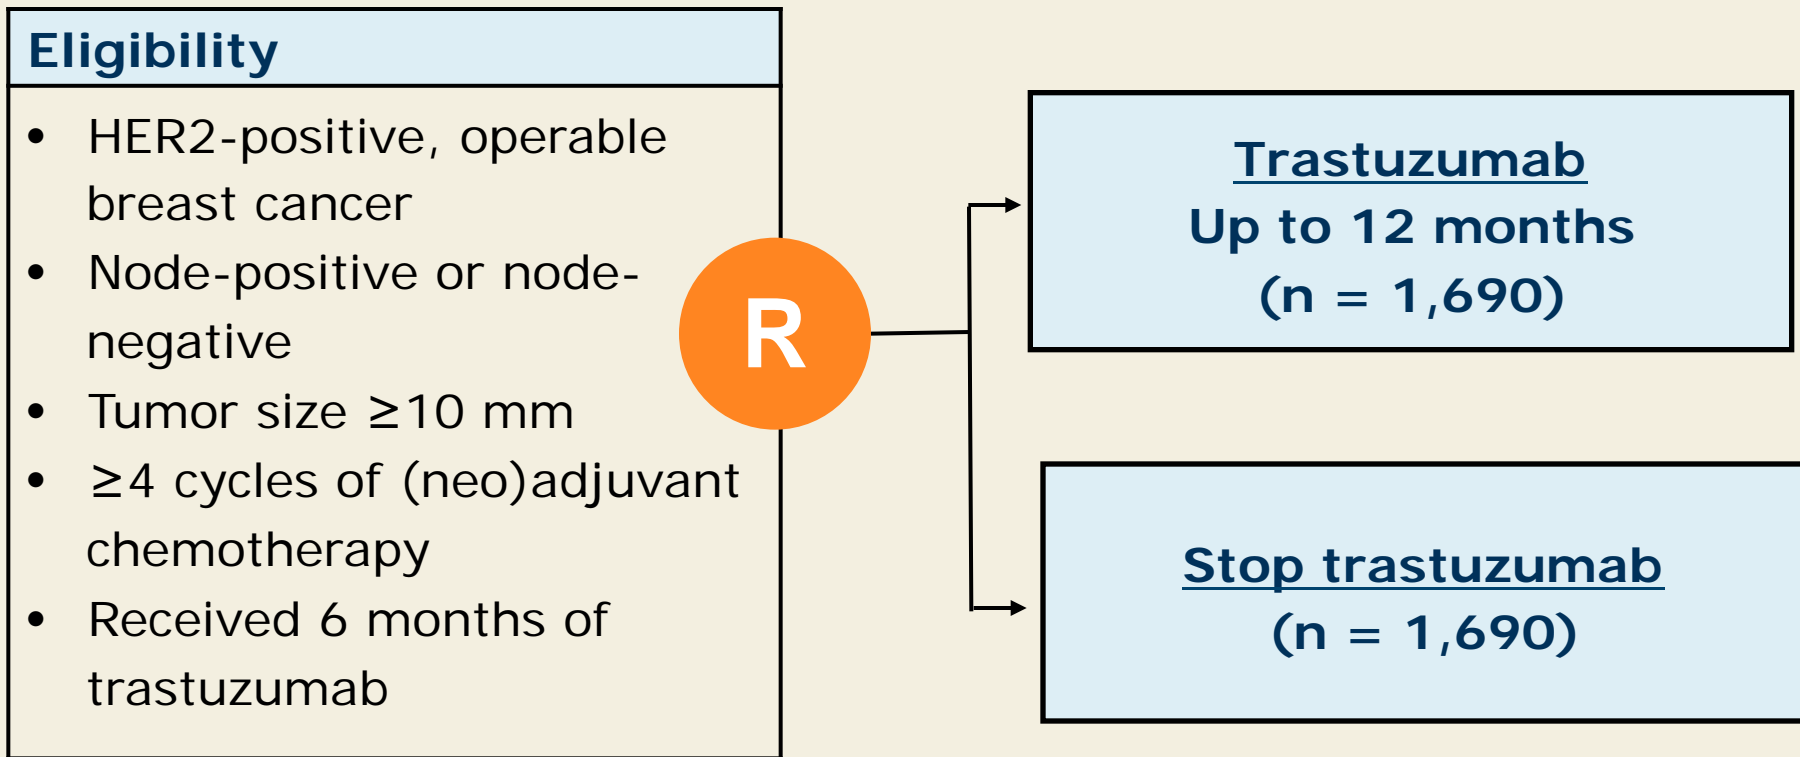 Eligibility
• HER2-positive, operable
breast cancer
• Node-positive or node-
negative
• Tumor size ≥10 mm
• ≥4 cycles of (neo)adjuvant
chemotherapy
• Received 6 months of
trastuzumab
R
Trastuzumab
Up to 12 months
(n = 1,690)
Stop trastuzumab
(n = 1,690)